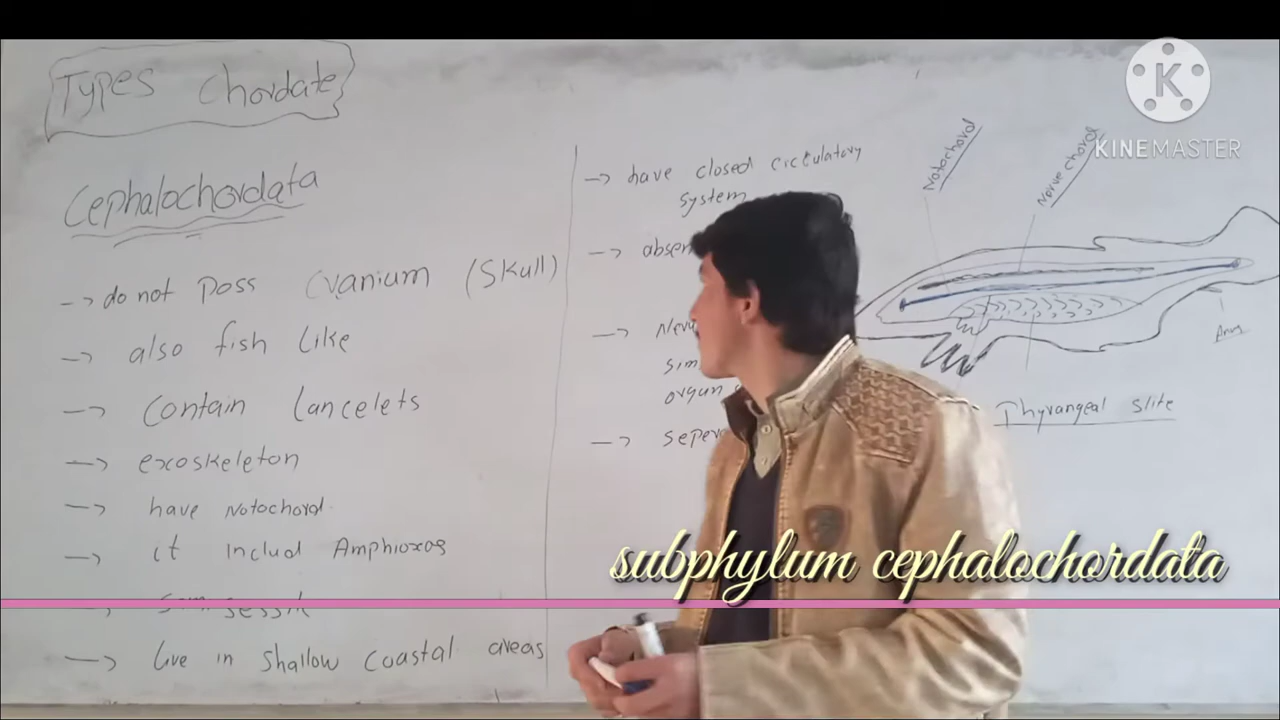 Types Chordate
Cephalochordata
-> do not Poss Cranium (Skull)
-> also fish Like
-> Contain Lancelets
-> exoskeleton
-> have Notochord.
-> it Includ Amphioxos
-> sessile
-> Live in Shallow Coastal areas
-> have closed circulatory
System
-> absen
-> Nerv
sim
organ
-> seper
Notochord
Nerve chord
Anus
Phyrangeal Slite
K
KINEMASTER
subphylum cephalochordata